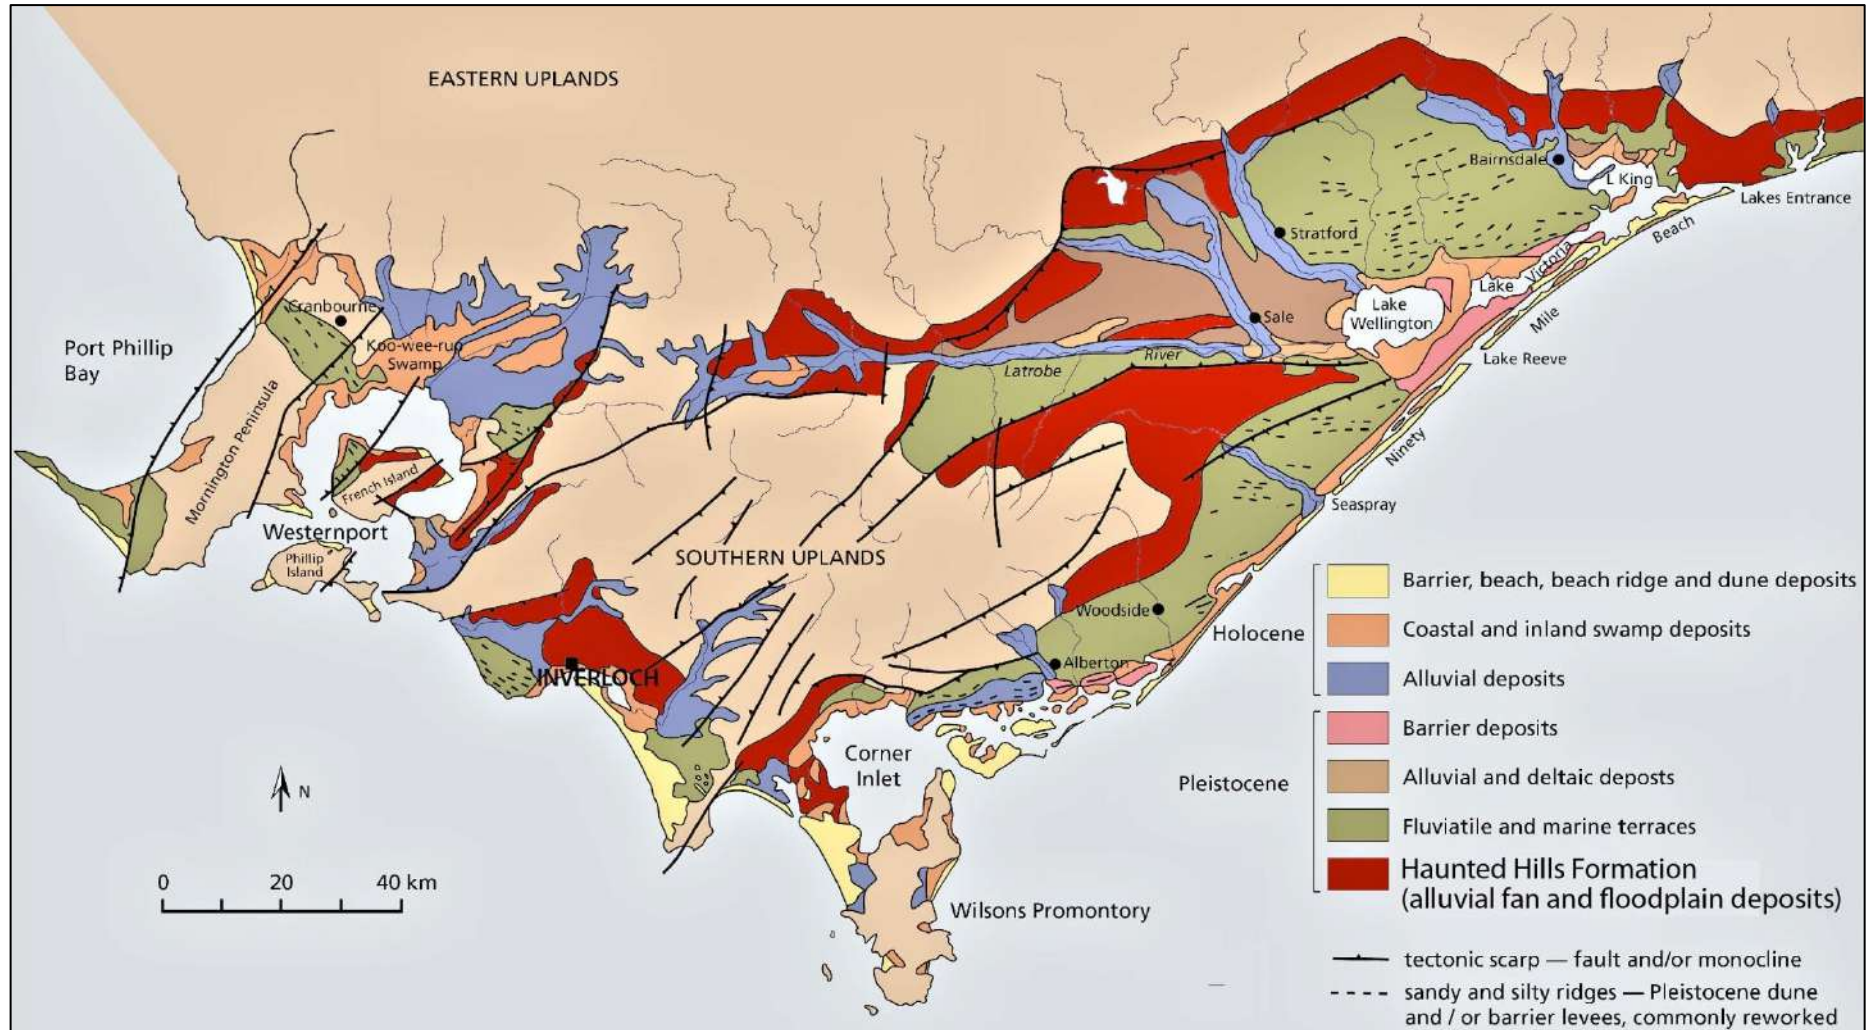 EASTERN UPLANDS
Bairnsdale
L King
Lakes Entrance
Beach
Stratford
Victoria
Lake
Cranbourne
Lake
Wellington
Sale
Mile
Port Phillip
Bay
Koo-wee-rup
Swamp
River
Latrobe
Lake Reeve
Mornington Peninsula
Ninety
French Island
Seaspray
Westernport
Phillip
Island
SOUTHERN UPLANDS
Woodside
Alberton
INVERLOCH
Corner
Inlet
N
0 20 40 km
Wilsons Promontory
Holocene
Barrier, beach, beach ridge and dune deposits
Coastal and inland swamp deposits
Alluvial deposits
Pleistocene
Barrier deposits
Alluvial and deltaic deposts
Fluviatile and marine terraces
Haunted Hills Formation
(alluvial fan and floodplain deposits)
tectonic scarp — fault and/or monocline
sandy and silty ridges — Pleistocene dune
and / or barrier levees, commonly reworked